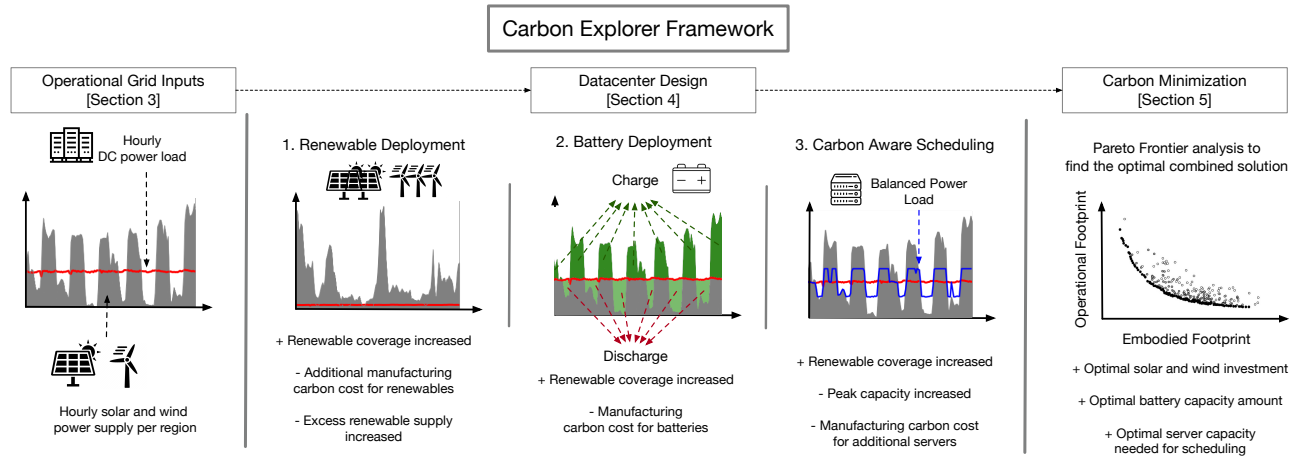 Carbon Explorer Framework
Operational Grid Inputs
[Section 3]
Datacenter Design
[Section 4]
Carbon Minimization
[Section 5]
Hourly
DC power load
Hourly solar and wind
power supply per region
1. Renewable Deployment
+ Renewable coverage increased
- Additional manufacturing
carbon cost for renewables
- Excess renewable supply
increased
2. Battery Deployment
Charge
Discharge
+ Renewable coverage increased
- Manufacturing
carbon cost for batteries
3. Carbon Aware Scheduling
Balanced Power
Load
+ Renewable coverage increased
- Peak capacity increased
- Manufacturing carbon cost
for additional servers
Pareto Frontier analysis to
find the optimal combined solution
Operational Footprint
Embodied Footprint
+ Optimal solar and wind investment
+ Optimal battery capacity amount
+ Optimal server capacity
needed for scheduling